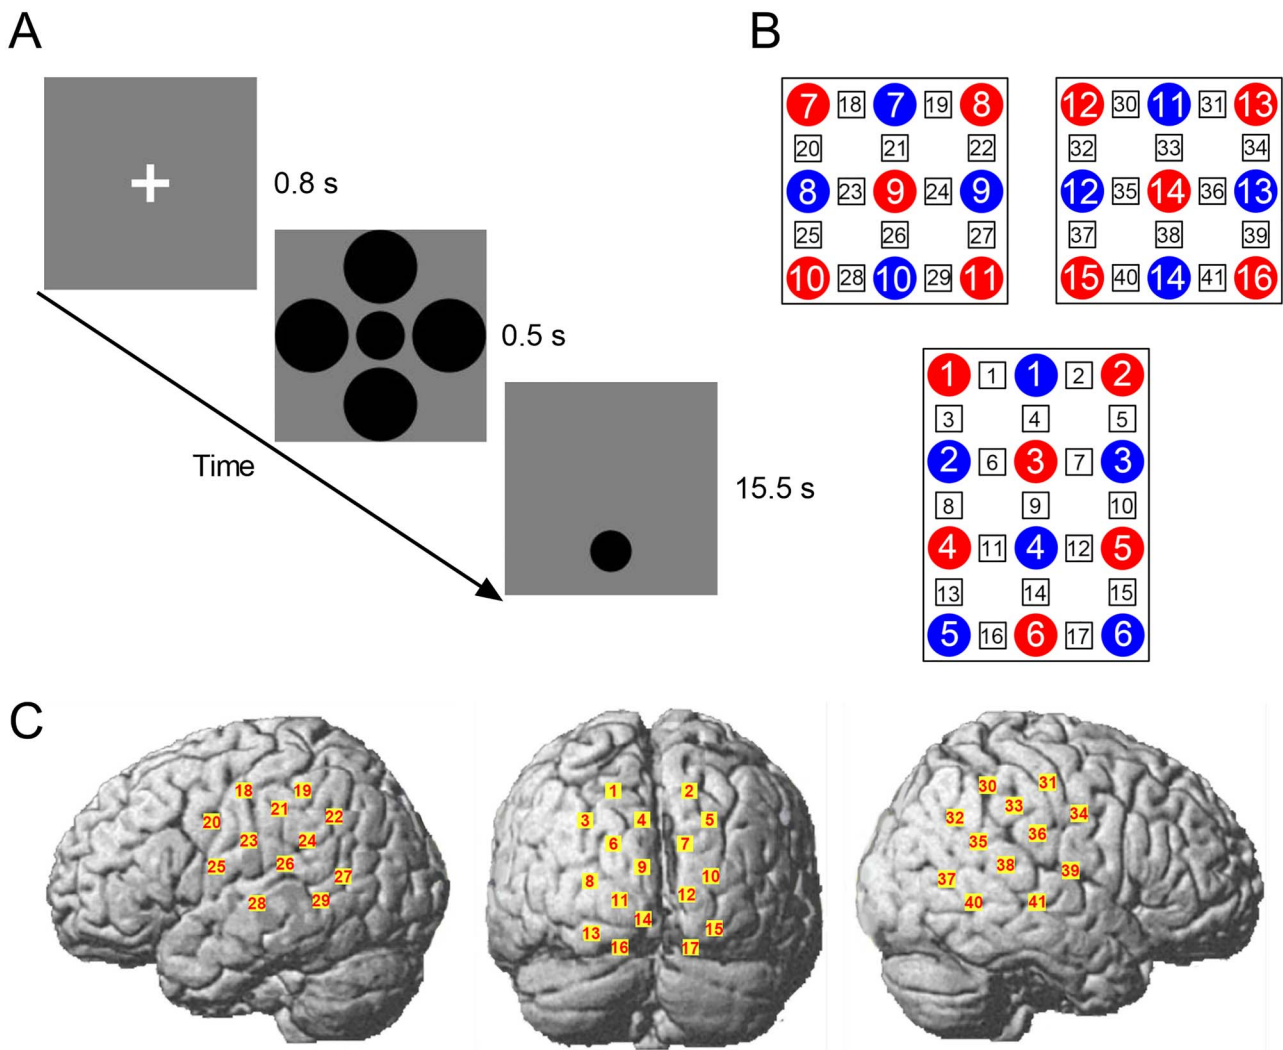 A
B
0.8 s
0.5 s
15.5 s
Time
7 18 7 19 8
20 21 22
8 23 9 24 9
25 26 27
10 28 10 29 11
12 30 11 31 13
32 33 34
12 35 14 36 13
37 38 39
15 40 14 41 16
1 1 1 2 2
3 4 5
2 6 3 7 3
8 9 10
4 11 4 12 5
13 14 15
5 16 6 17 6
C
18 19
21
20 22
23 24
25 26
27
28 29
1 2
3 4 5
6 7
9
8 10
11 12
14
13 15
16 17
30 31
33
32 34
35 36
38
37 39
40 41